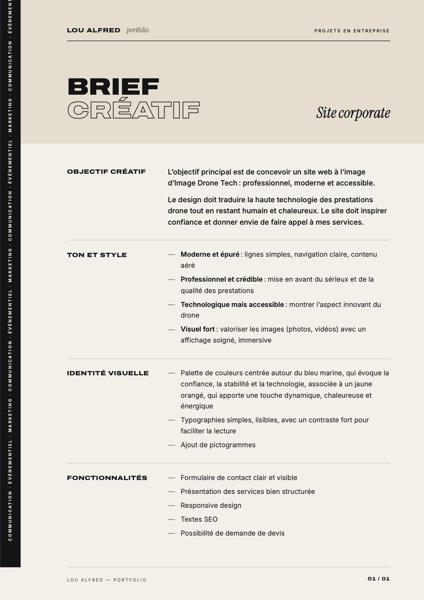 LOU ALFRED portfolio
PROJETS EN ENTREPRISE
BRIEF
CRÉATIF
Site corporate
OBJECTIF CRÉATIF
L'objectif principal est de concevoir un site web à l'image
d'Image Drone Tech : professionnel, moderne et accessible.
Le design doit traduire la haute technologie des prestations
drone tout en restant humain et chaleureux. Le site doit inspirer
confiance et donner envie de faire appel à mes services.
TON ET STYLE
— Moderne et épuré : lignes simples, navigation claire, contenu
aéré
— Professionnel et crédible : mise en avant du sérieux et de la
qualité des prestations
— Technologique mais accessible : montrer l'aspect innovant du
drone
— Visuel fort : valoriser les images (photos, vidéos) avec un
affichage soigné, immersive
IDENTITÉ VISUELLE
— Palette de couleurs centrée autour du bleu marine, qui évoque la
confiance, la stabilité et la technologie, associée à un jaune
orangé, qui apporte une touche dynamique, chaleureuse et
énergique
— Typographies simples, lisibles, avec un contraste fort pour
faciliter la lecture
— Ajout de pictogrammes
FONCTIONNALITÉS
— Formulaire de contact clair et visible
— Présentation des services bien structurée
— Responsive design
— Textes SEO
— Possibilité de demande de devis
LOU ALFRED — PORTFOLIO
01 / 01
COMMUNICATION · ÉVÉNEMENTIEL · MARKETING · COMMUNICATION · ÉVÉNEMENTIEL · MARKETING · COMMUNICATION · ÉVÉNEMENTIEL · MARKETING · COMMUNICATION · ÉVÉNEMENT